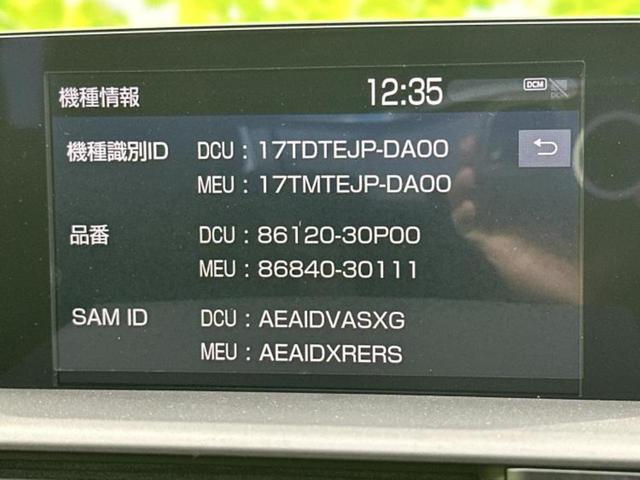 機種情報 12:35 DCM
機種識別ID DCU : 17TDTEJP-DA00
MEU : 17TMTEJP-DA00
品番 DCU : 86120-30P00
MEU : 86840-30111
SAM ID DCU : AEAIDVASXG
MEU : AEAIDXRERS